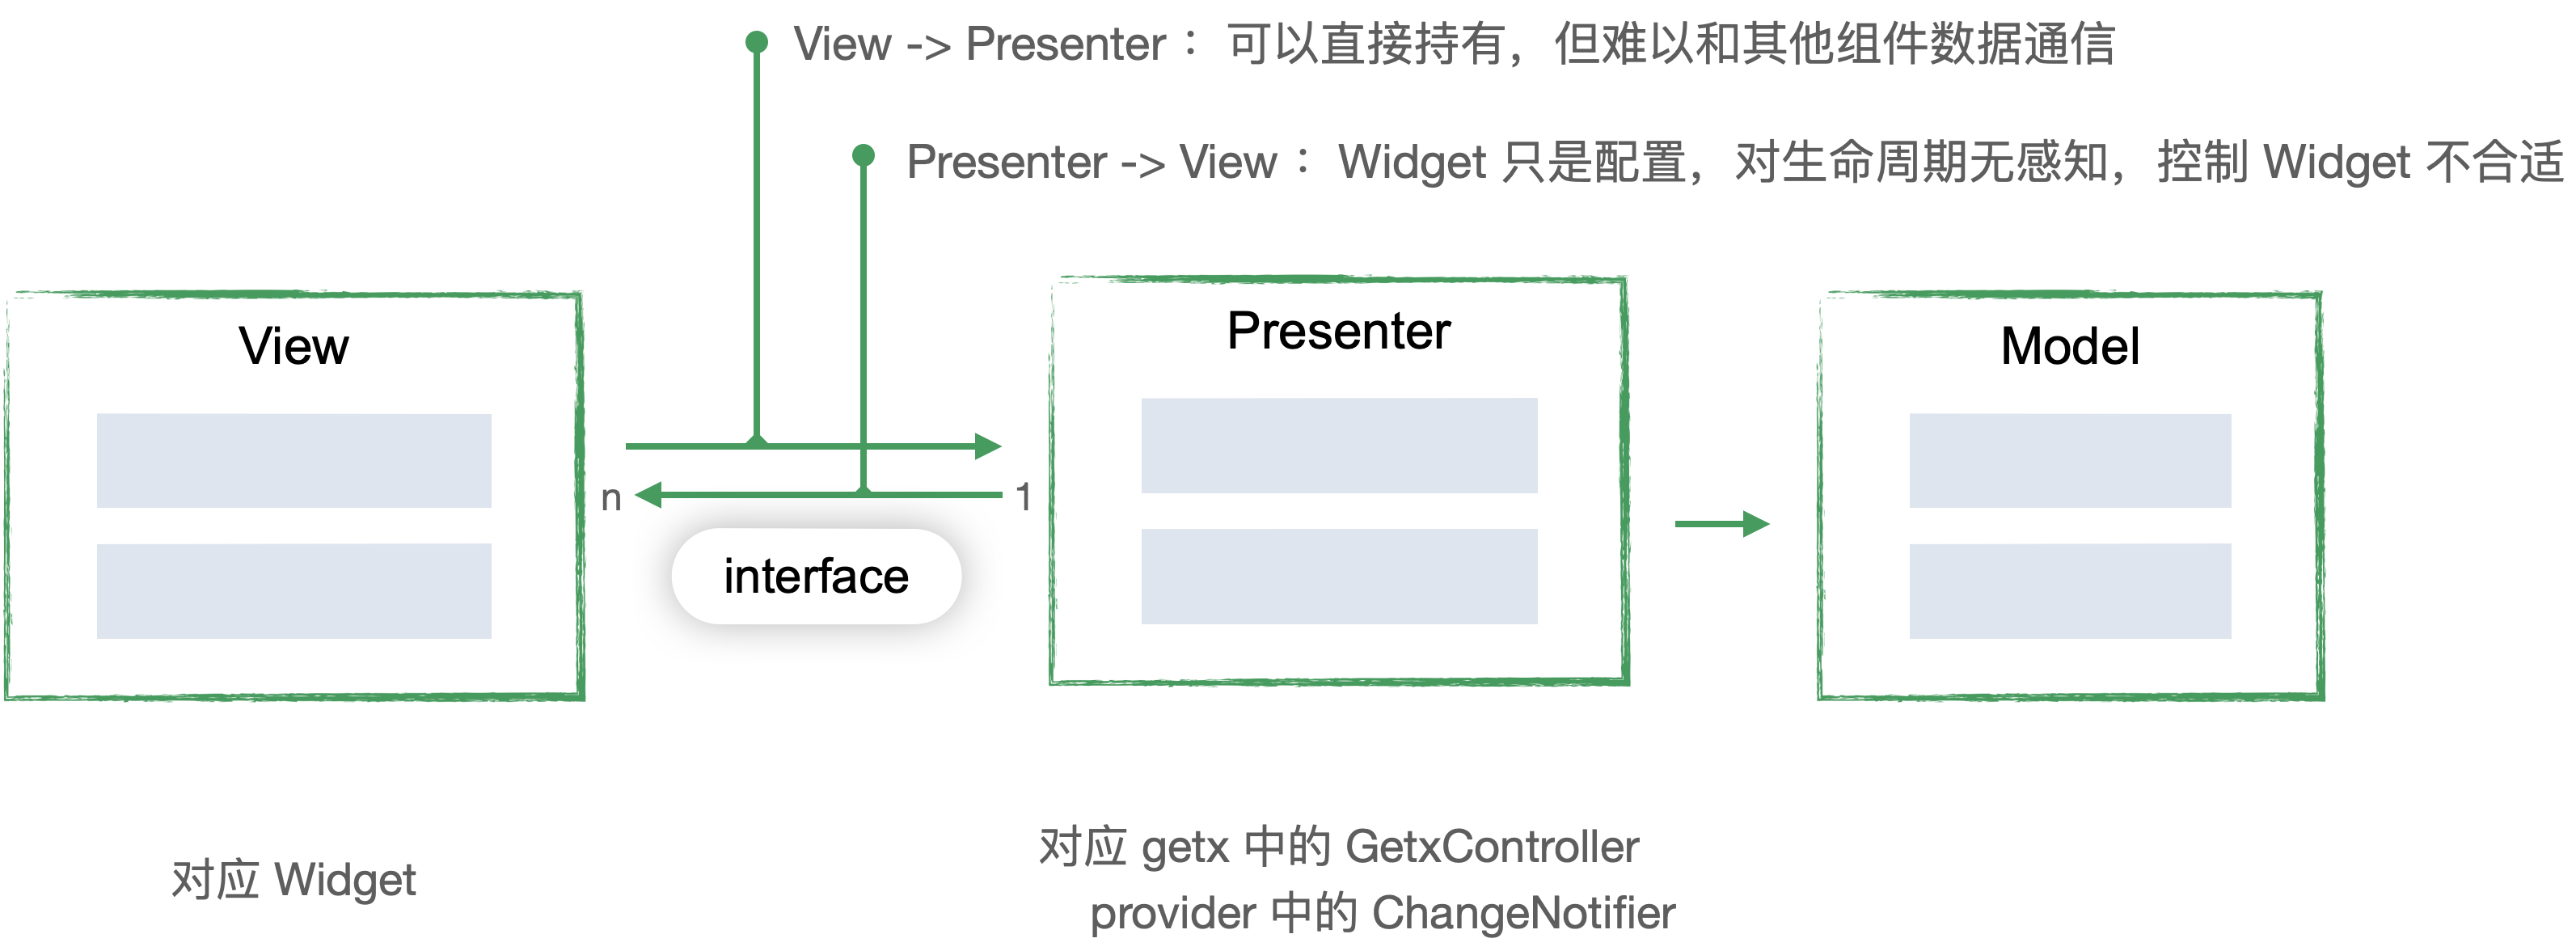 View -> Presenter： 可以直接持有，但难以和其他组件数据通信
Presenter -> View： Widget 只是配置，对生命周期无感知，控制 Widget 不合适
View
Presenter
Model
n
1
interface
对应 Widget
对应 getx 中的 GetxController
provider 中的 ChangeNotifier